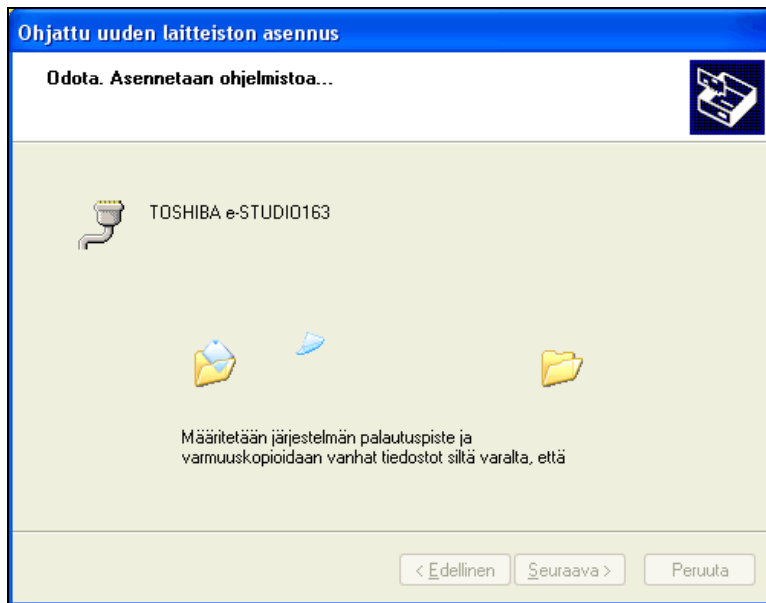 Ohjattu uuden laitteiston asennus
Odota. Asennetaan ohjelmistoa...
TOSHIBA e-STUDIO163
Määritetään järjestelmän palautuspiste ja
varmuuskopioidaan vanhat tiedostot siltä varalta, että
< Edellinen
Seuraava >
Peruuta